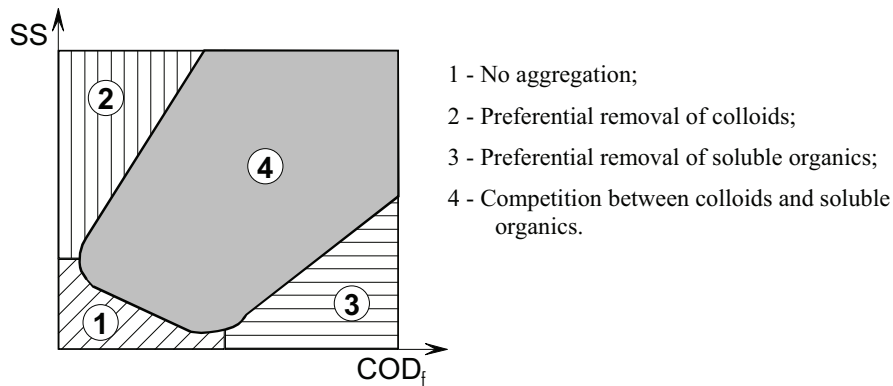 SS
2
4
3
1
CODf
1 - No aggregation;
2 - Preferential removal of colloids;
3 - Preferential removal of soluble organics;
4 - Competition between colloids and soluble
organics.